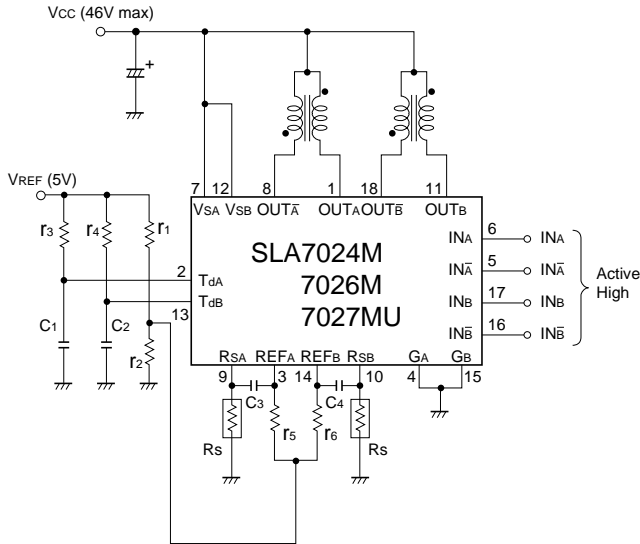 VCC (46V max)
+
VREF (5V)
7 12 8 1 18 11
VSA VSB OUTA̅ OUTA OUTB̅ OUTB
r3 r4 r1
SLA7024M
7026M
7027MU
INA 6 INA
INA̅ 5 INA̅
INB 17 INB
INB̅ 16 INB̅
Active
High
2 TdA
TdB
13
C1 C2 r2
RSA REFA REFB RSB GA GB
9 3 14 10 4 15
C3 C4
r5 r6
Rs Rs